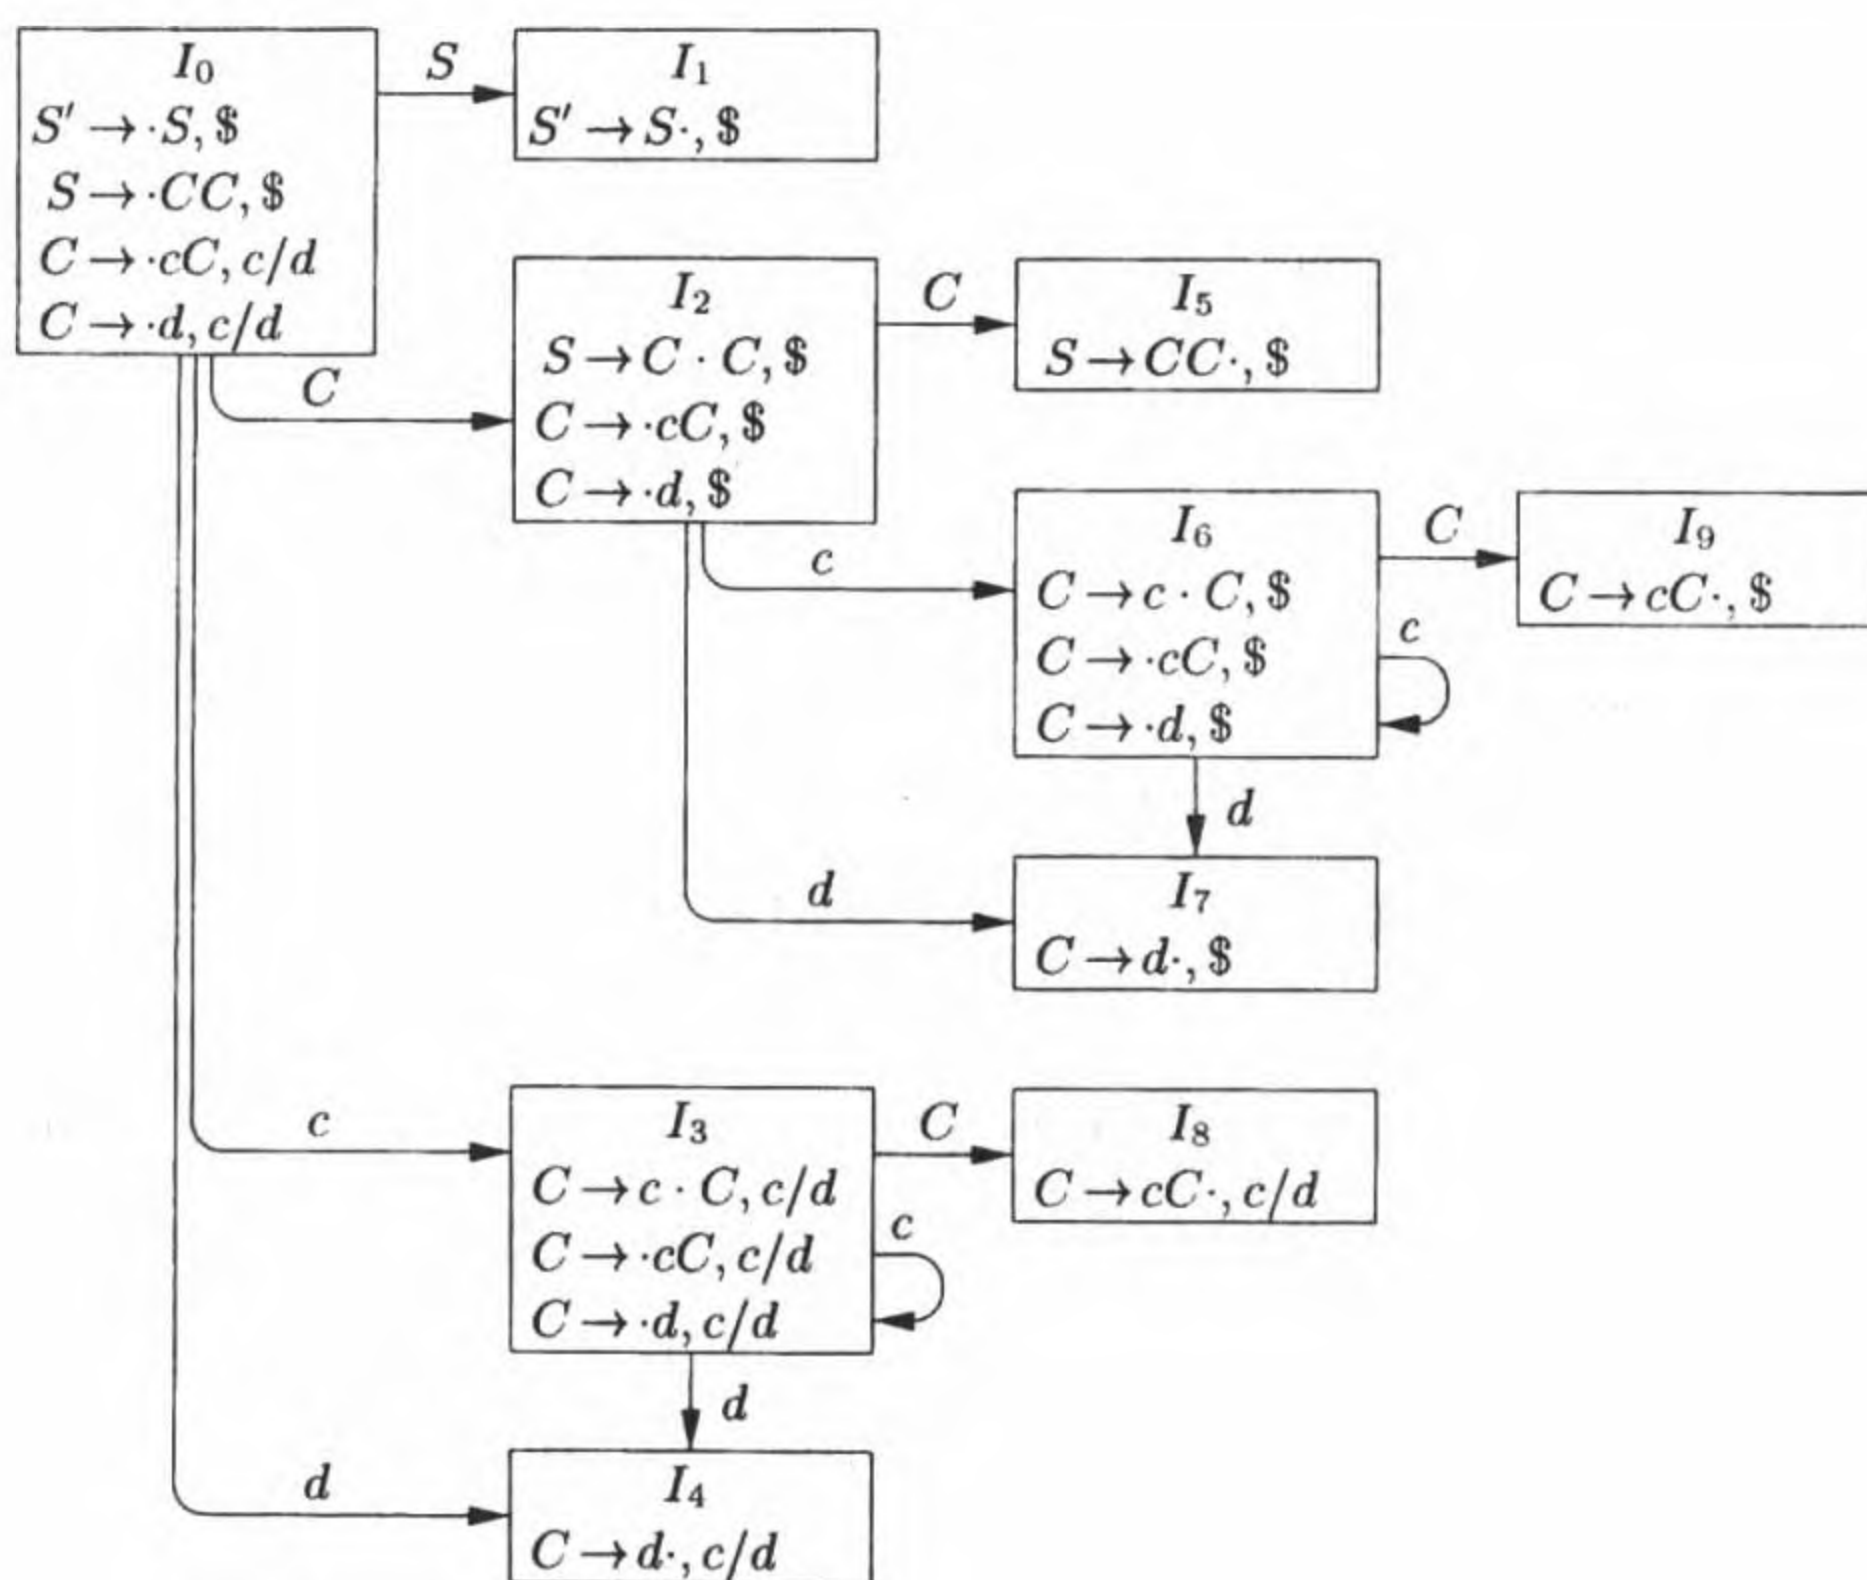 I₀
S′ → ·S, $
S → ·CC, $
C → ·cC, c/d
C → ·d, c/d
S
I₁
S′ → S·, $
C
I₂
S → C · C, $
C → ·cC, $
C → ·d, $
C
I₅
S → CC·, $
c
I₆
C → c · C, $
C → ·cC, $
C → ·d, $
C
I₉
C → cC·, $
c
d
d
I₇
C → d·, $
c
I₃
C → c · C, c/d
C → ·cC, c/d
C → ·d, c/d
C
I₈
C → cC·, c/d
c
d
d
I₄
C → d·, c/d